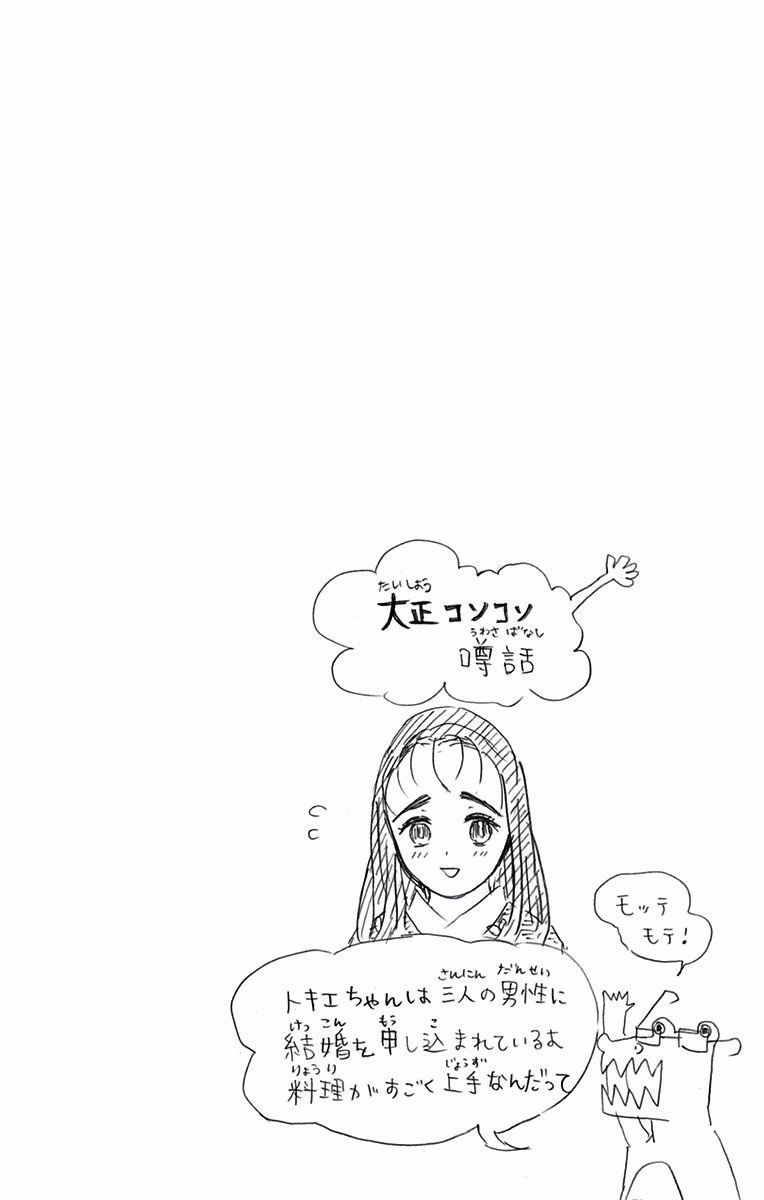 大正コソコソ
噂話
トキエちゃんは三人の男性に
結婚を申し込まれているよ
料理がすごく上手なんだって
モッテ
モテ!